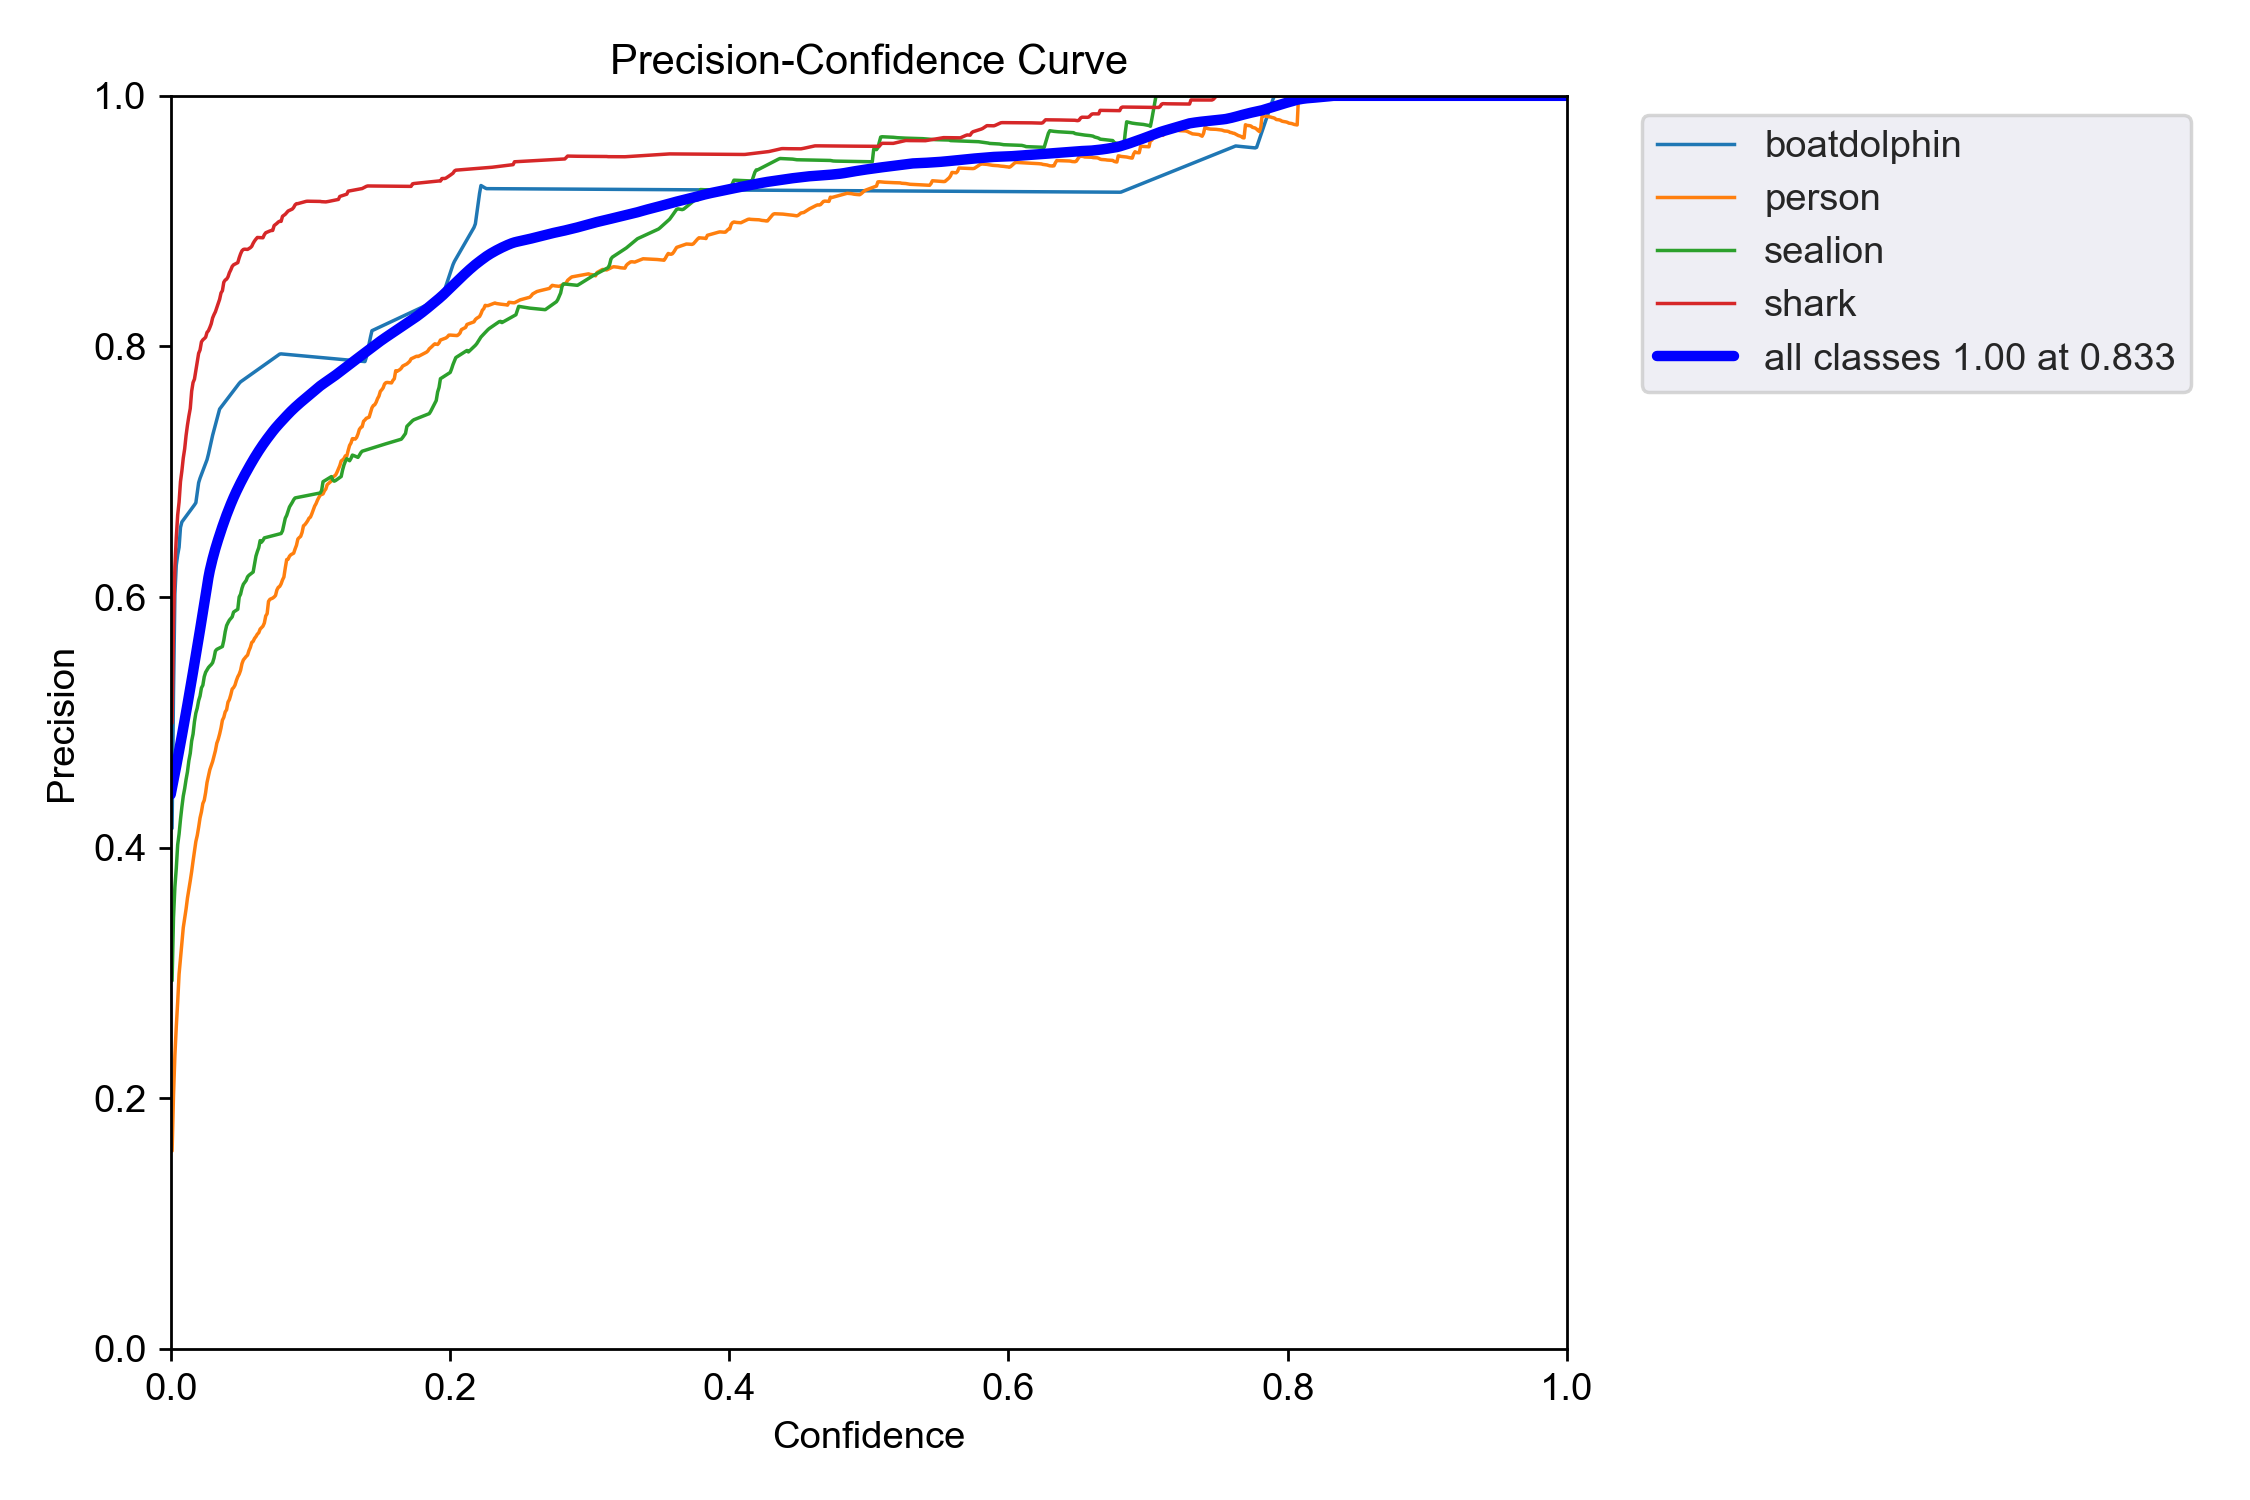 Precision-Confidence Curve
1.0
0.8
0.6
0.4
0.2
0.0
Precision
0.0 0.2 0.4 0.6 0.8 1.0
Confidence
boatdolphin
person
sealion
shark
all classes 1.00 at 0.833